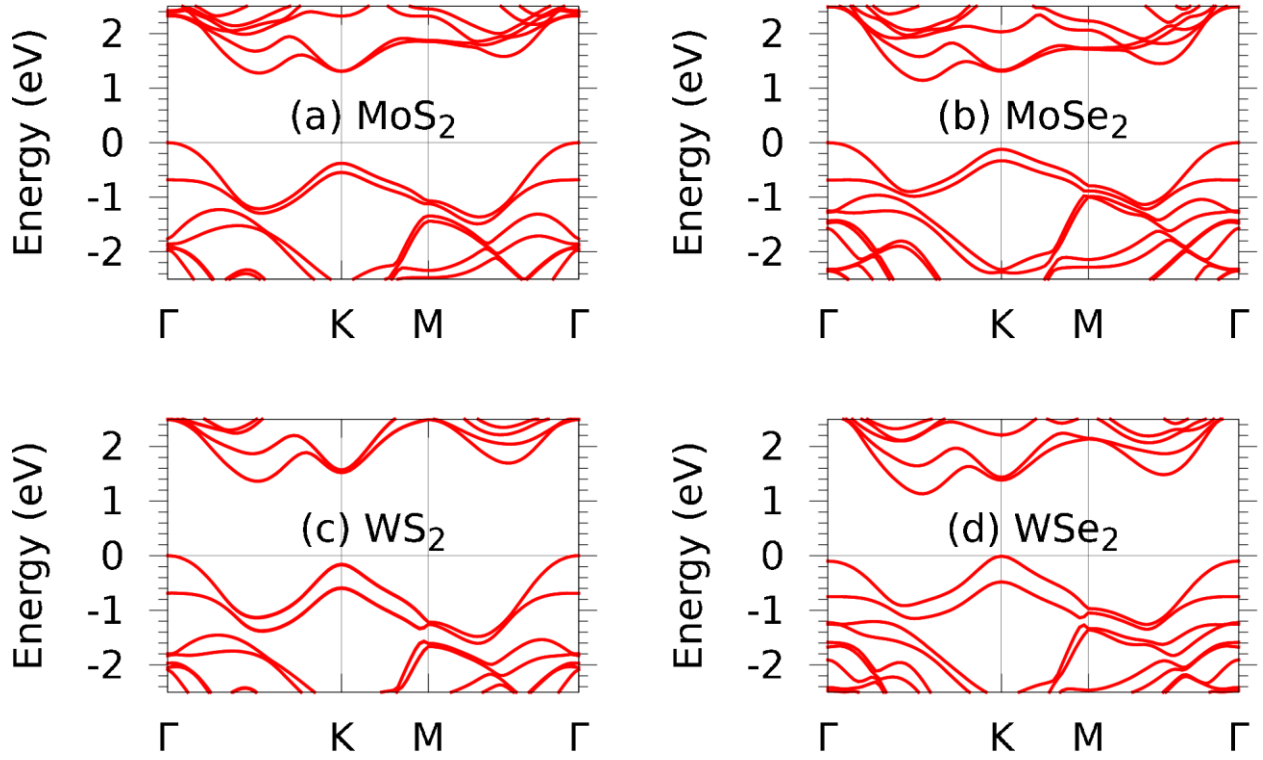 Energy (eV)
2
1
0
-1
-2
(a) MoS₂
Γ K M Γ
Energy (eV)
2
1
0
-1
-2
(b) MoSe₂
Γ K M Γ
Energy (eV)
2
1
0
-1
-2
(c) WS₂
Γ K M Γ
Energy (eV)
2
1
0
-1
-2
(d) WSe₂
Γ K M Γ